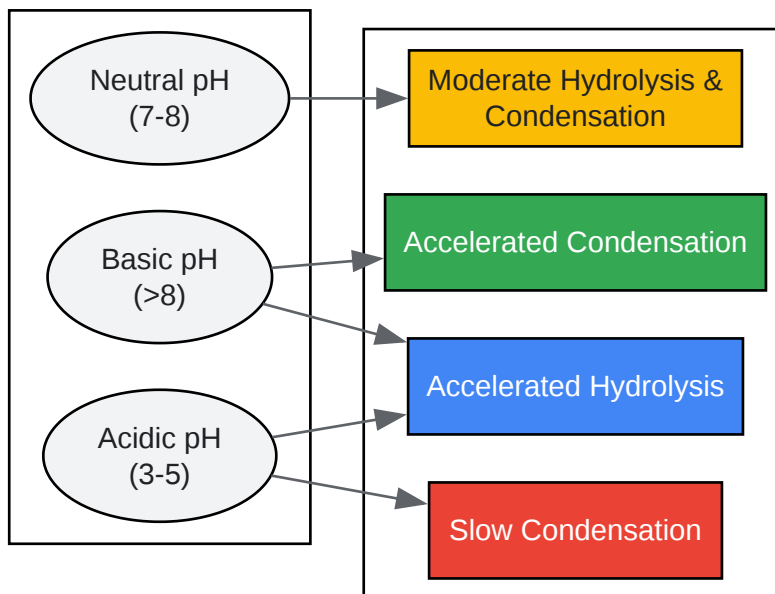 Neutral pH
(7-8)
Moderate Hydrolysis &
Condensation
Basic pH
(>8)
Accelerated Condensation
Accelerated Hydrolysis
Acidic pH
(3-5)
Slow Condensation